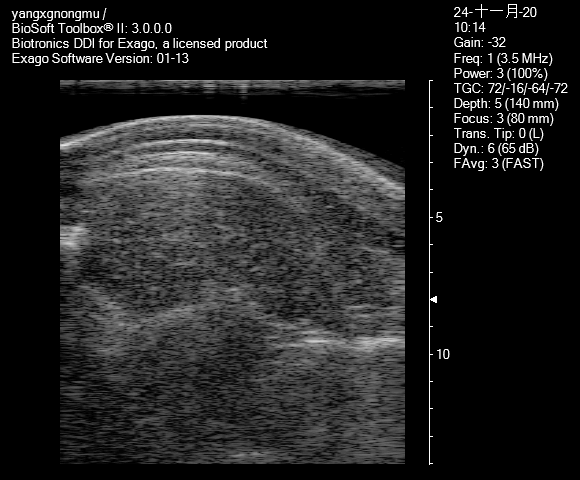 yangxgnongmu /
BioSoft Toolbox® II: 3.0.0.0
Biotronics DDI for Exago, a licensed product
Exago Software Version: 01-13
24-十一月-20
10:14
Gain: -32
Freq: 1 (3.5 MHz)
Power: 3 (100%)
TGC: 72/-16/-64/-72
Depth: 5 (140 mm)
Focus: 3 (80 mm)
Trans. Tip: 0 (L)
Dyn.: 6 (65 dB)
FAvg: 3 (FAST)
5
10